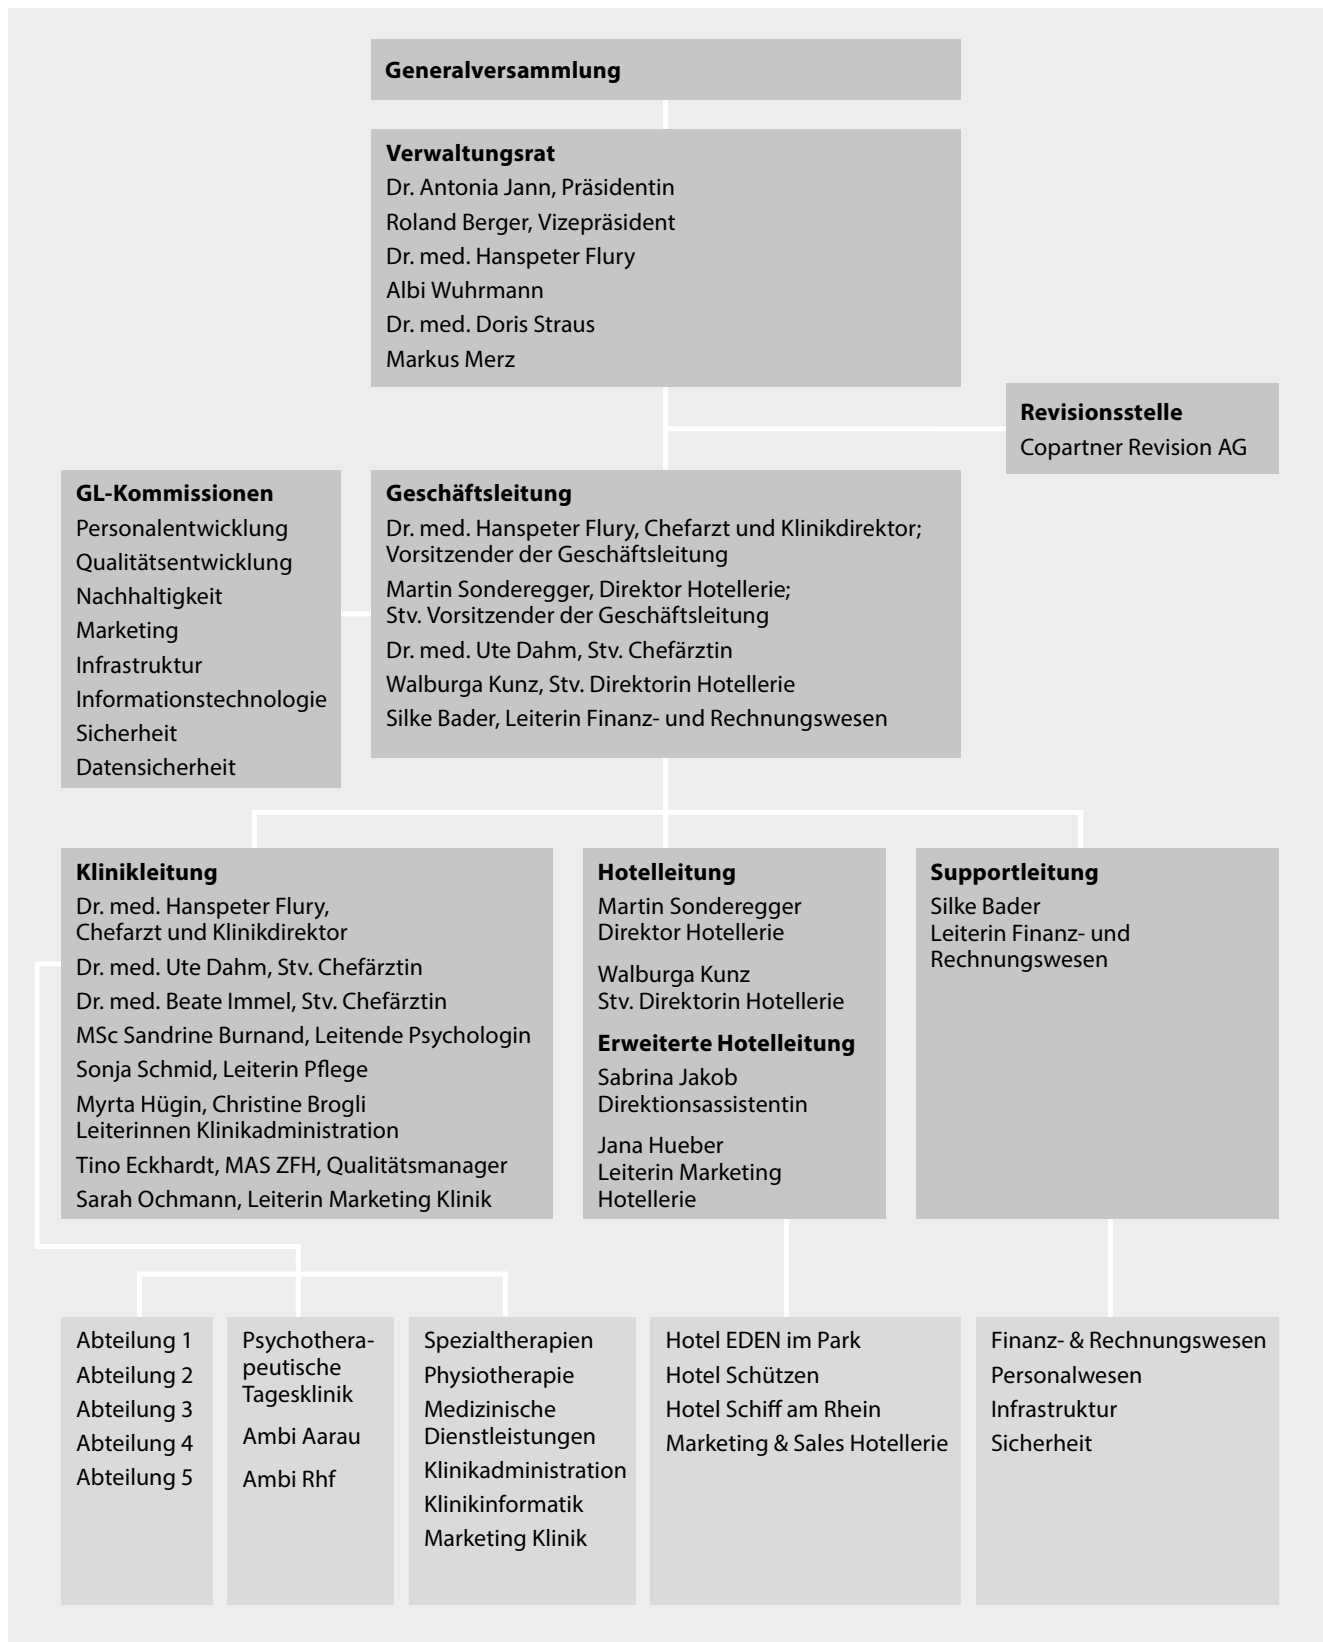 Generalversammlung
Verwaltungsrat
Dr. Antonia Jann, Präsidentin
Roland Berger, Vizepräsident
Dr. med. Hanspeter Flury
Albi Wuhrmann
Dr. med. Doris Straus
Markus Merz
Revisionsstelle
Copartner Revision AG
GL-Kommissionen
Personalentwicklung
Qualitätsentwicklung
Nachhaltigkeit
Marketing
Infrastruktur
Informationstechnologie
Sicherheit
Datensicherheit
Geschäftsleitung
Dr. med. Hanspeter Flury, Chefarzt und Klinikdirektor;
Vorsitzender der Geschäftsleitung
Martin Sonderegger, Direktor Hotellerie;
Stv. Vorsitzender der Geschäftsleitung
Dr. med. Ute Dahm, Stv. Chefärztin
Walburga Kunz, Stv. Direktorin Hotellerie
Silke Bader, Leiterin Finanz- und Rechnungswesen
Klinikleitung
Dr. med. Hanspeter Flury,
Chefarzt und Klinikdirektor
Dr. med. Ute Dahm, Stv. Chefärztin
Dr. med. Beate Immel, Stv. Chefärztin
MSc Sandrine Burnand, Leitende Psychologin
Sonja Schmid, Leiterin Pflege
Myrta Hügin, Christine Brogli
Leiterinnen Klinikadministration
Tino Eckhardt, MAS ZFH, Qualitätsmanager
Sarah Ochmann, Leiterin Marketing Klinik
Hotelleitung
Martin Sonderegger
Direktor Hotellerie
Walburga Kunz
Stv. Direktorin Hotellerie
Erweiterte Hotelleitung
Sabrina Jakob
Direktionsassistentin
Jana Hueber
Leiterin Marketing
Hotellerie
Supportleitung
Silke Bader
Leiterin Finanz- und
Rechnungswesen
Abteilung 1
Abteilung 2
Abteilung 3
Abteilung 4
Abteilung 5
Psychothera-
peutische
Tagesklinik
Ambi Aarau
Ambi Rhf
Spezialtherapien
Physiotherapie
Medizinische
Dienstleistungen
Klinikadministration
Klinikinformatik
Marketing Klinik
Hotel EDEN im Park
Hotel Schützen
Hotel Schiff am Rhein
Marketing & Sales Hotellerie
Finanz- & Rechnungswesen
Personalwesen
Infrastruktur
Sicherheit